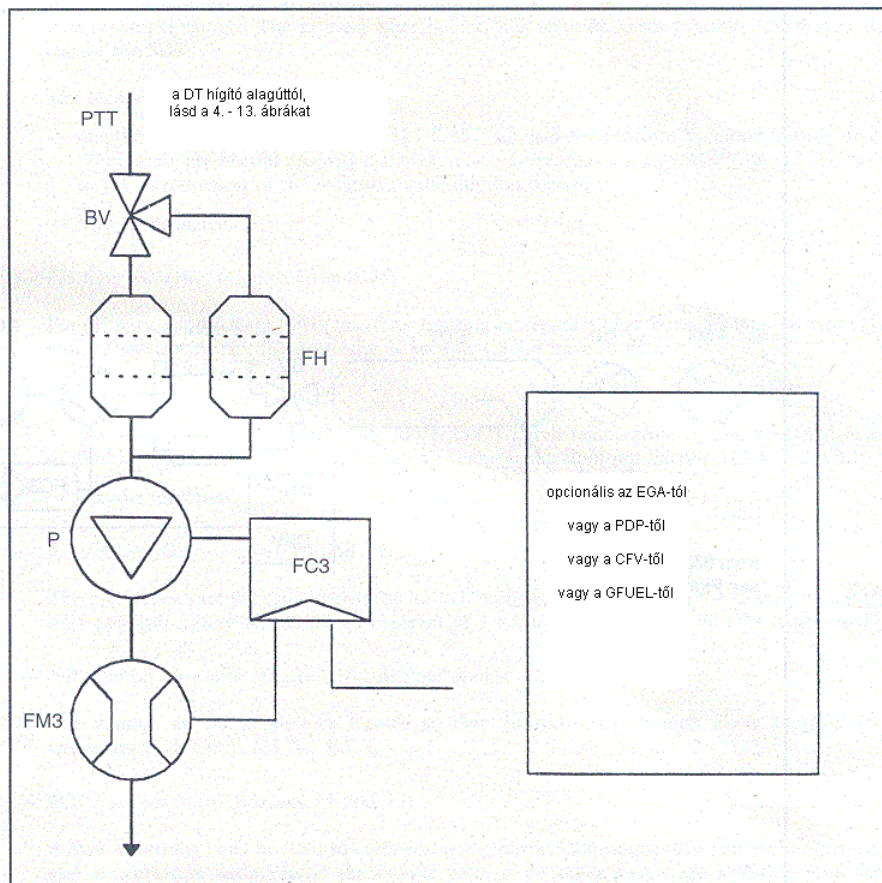 a DT hígító alagúttól,
lásd a 4. - 13. ábrákat
PTT
BV
FH
opcionális az EGA-tól
vagy a PDP-től
vagy a CFV-től
vagy a GFUEL-től
P
FC3
FM3